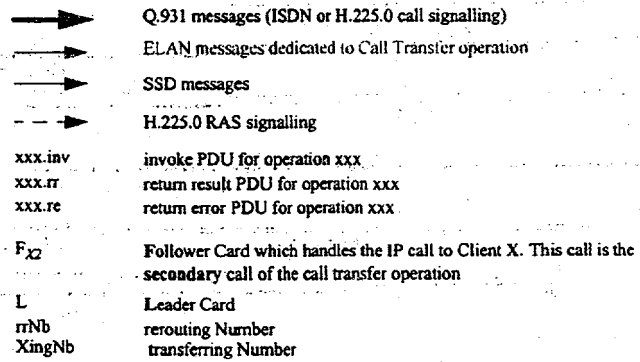 Q.931 messages (ISDN or H.225.0 call signalling)
ELAN messages dedicated to Call Transfer operation
SSD messages
H.225.0 RAS signalling
xxx.inv invoke PDU for operation xxx
xxx.rr return result PDU for operation xxx
xxx.re return error PDU for operation xxx
FX2 Follower Card which handles the IP call to Client X. This call is the
secondary call of the call transfer operation
L Leader Card
rrNb rerouting Number
XingNb transferring Number